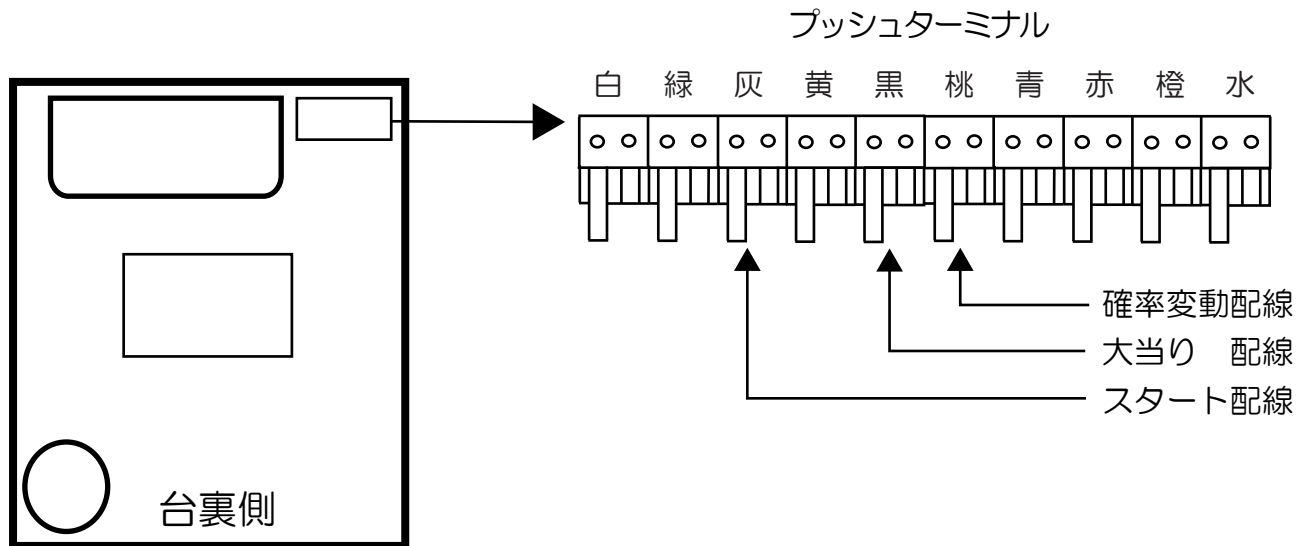 プッシュターミナル
白 緑 灰 黄 黒 桃 青 赤 橙 水
確率変動配線
大当り　配線
スタート配線
台裏側